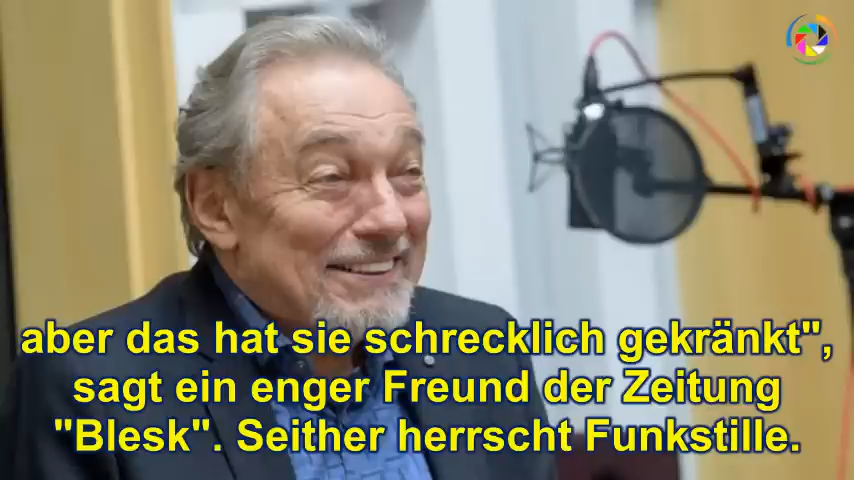 aber das hat sie schrecklich gekränkt",
sagt ein enger Freund der Zeitung
"Blesk". Seither herrscht Funkstille.